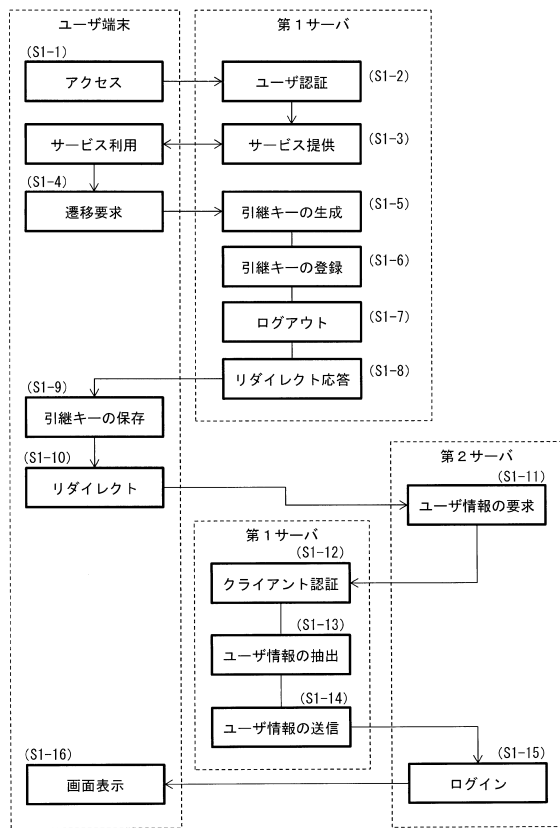 ユーザ端末
第1サーバ
(S1-1)
アクセス
ユーザ認証
(S1-2)
サービス利用
サービス提供
(S1-3)
(S1-4)
遷移要求
引継キーの生成
(S1-5)
引継キーの登録
(S1-6)
ログアウト
(S1-7)
リダイレクト応答
(S1-8)
(S1-9)
引継キーの保存
(S1-10)
リダイレクト
第2サーバ
(S1-11)
ユーザ情報の要求
第1サーバ
(S1-12)
クライアント認証
(S1-13)
ユーザ情報の抽出
(S1-14)
ユーザ情報の送信
(S1-15)
ログイン
(S1-16)
画面表示